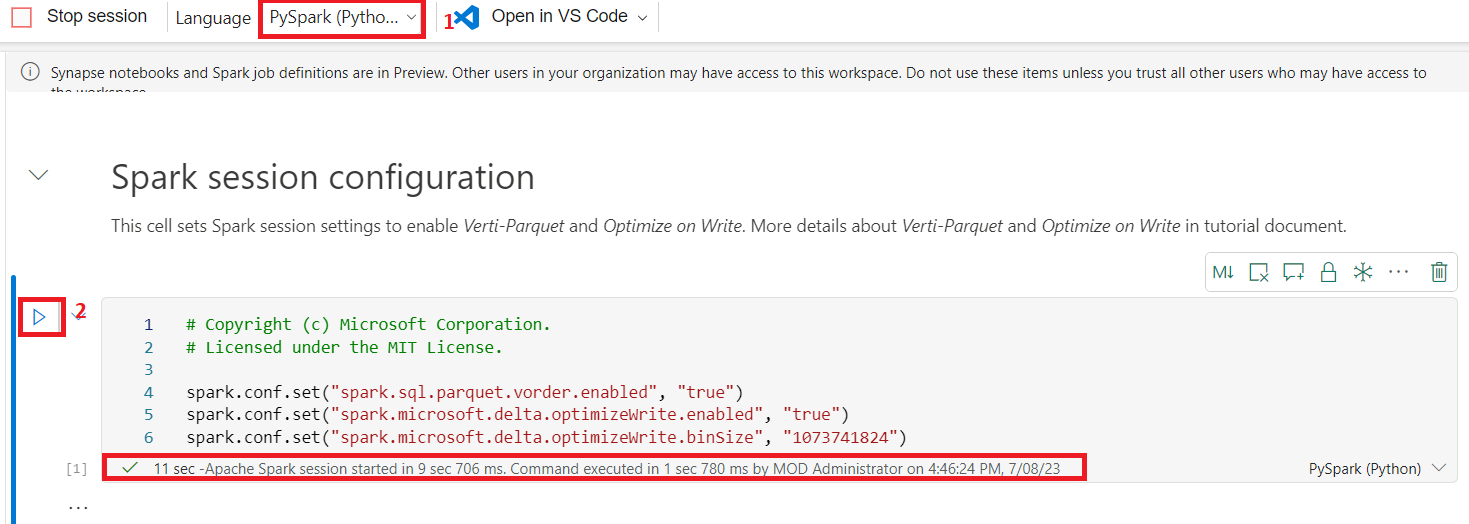 Stop session
Language
PySpark (Pytho...
1
Open in VS Code
Synapse notebooks and Spark job definitions are in Preview. Other users in your organization may have access to this workspace. Do not use these items unless you trust all other users who may have access to
the workspace.
Spark session configuration
This cell sets Spark session settings to enable Verti-Parquet and Optimize on Write. More details about Verti-Parquet and Optimize on Write in tutorial document.
M↓
2
1 # Copyright (c) Microsoft Corporation.
2 # Licensed under the MIT License.
3
4 spark.conf.set("spark.sql.parquet.vorder.enabled", "true")
5 spark.conf.set("spark.microsoft.delta.optimizeWrite.enabled", "true")
6 spark.conf.set("spark.microsoft.delta.optimizeWrite.binSize", "1073741824")
[1] 11 sec -Apache Spark session started in 9 sec 706 ms. Command executed in 1 sec 780 ms by MOD Administrator on 4:46:24 PM, 7/08/23
PySpark (Python)
...